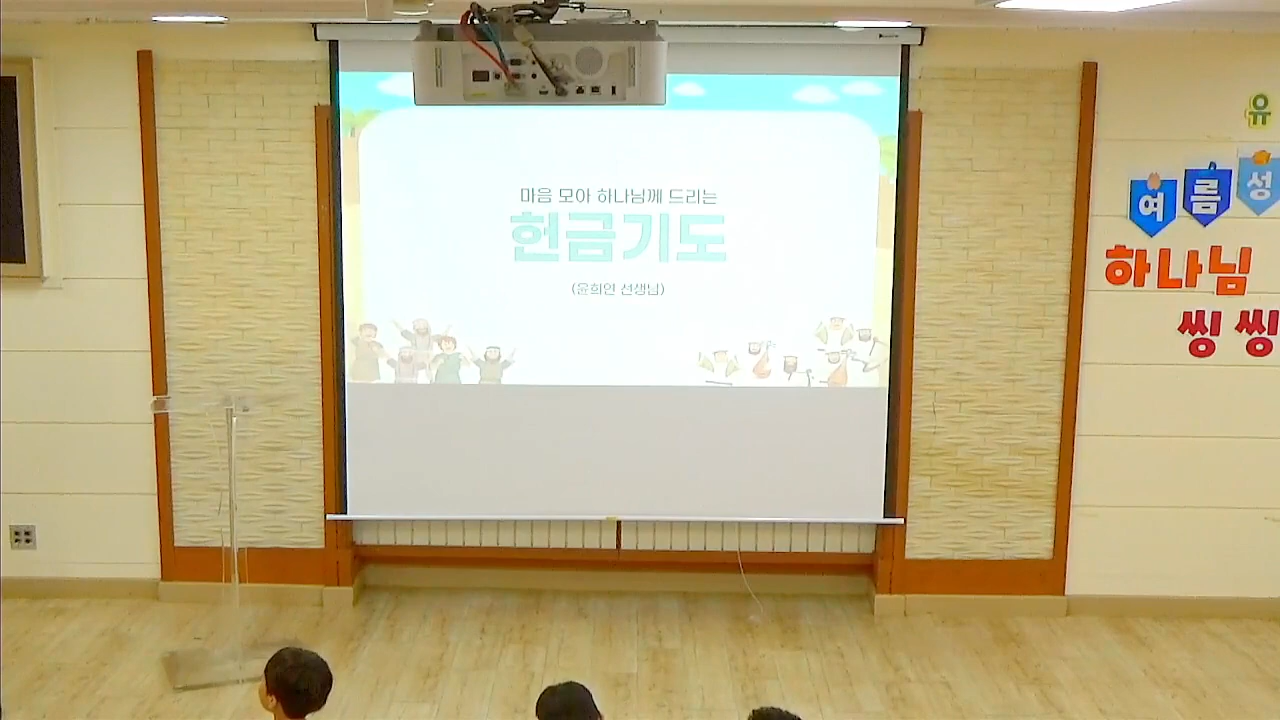 마음 모아 하나님께 드리는
헌금기도
(윤희인 선생님)
유
여름성
하나님
씽씽